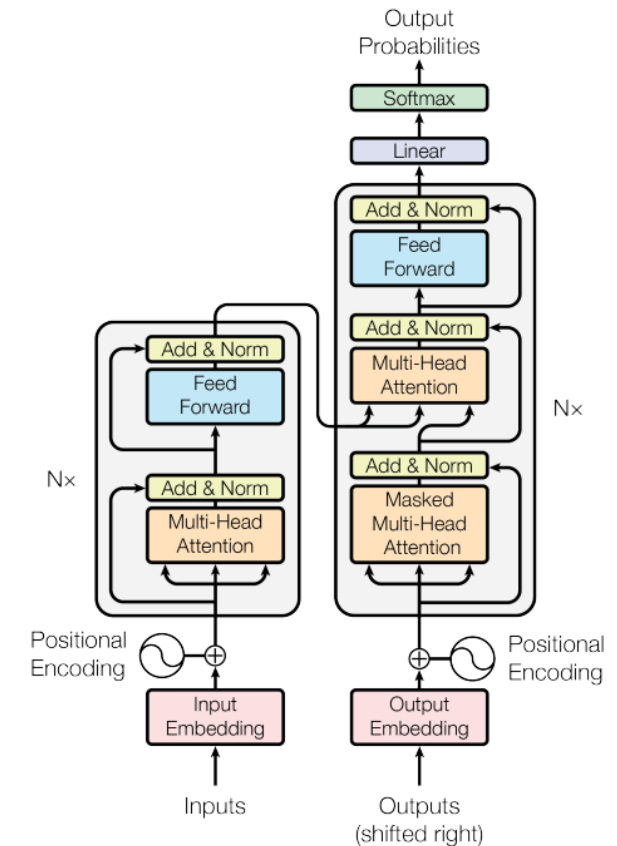 Output
Probabilities
Softmax
Linear
Add & Norm
Feed
Forward
Add & Norm
Multi-Head
Attention
Add & Norm
Masked
Multi-Head
Attention
N×
Add & Norm
Feed
Forward
Add & Norm
Multi-Head
Attention
N×
Positional
Encoding
Positional
Encoding
Input
Embedding
Output
Embedding
Inputs
Outputs
(shifted right)